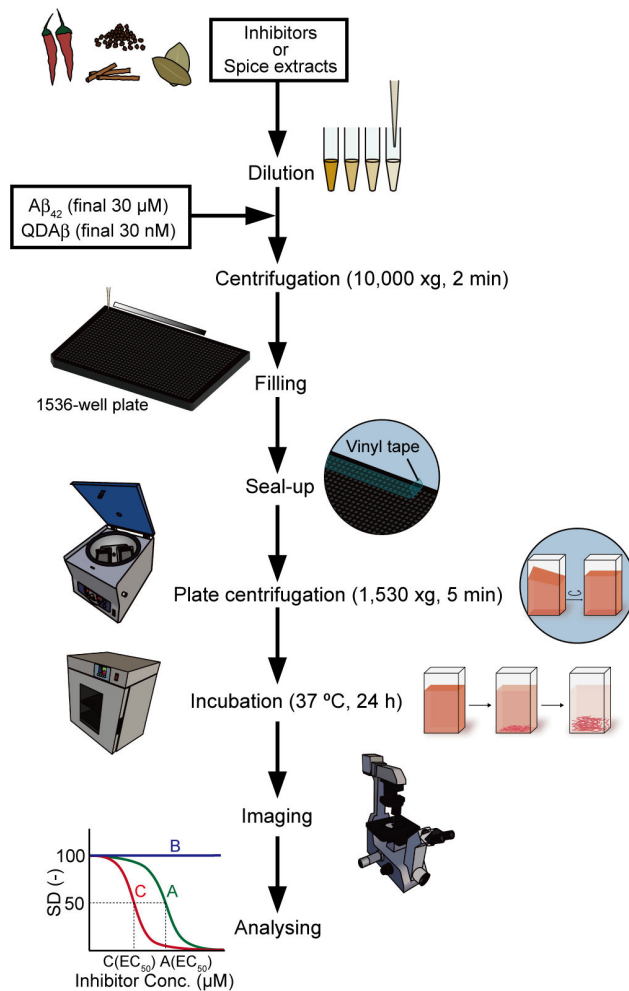 Inhibitors
or
Spice extracts
Dilution
Aβ₄₂ (final 30 µM)
QDAβ (final 30 nM)
Centrifugation (10,000 xg, 2 min)
Filling
1536-well plate
Vinyl tape
Seal-up
Plate centrifugation (1,530 xg, 5 min)
Incubation (37 ºC, 24 h)
Imaging
B
100
C A
SD (-)
50
Analysing
C(EC₅₀) A(EC₅₀)
Inhibitor Conc. (µM)